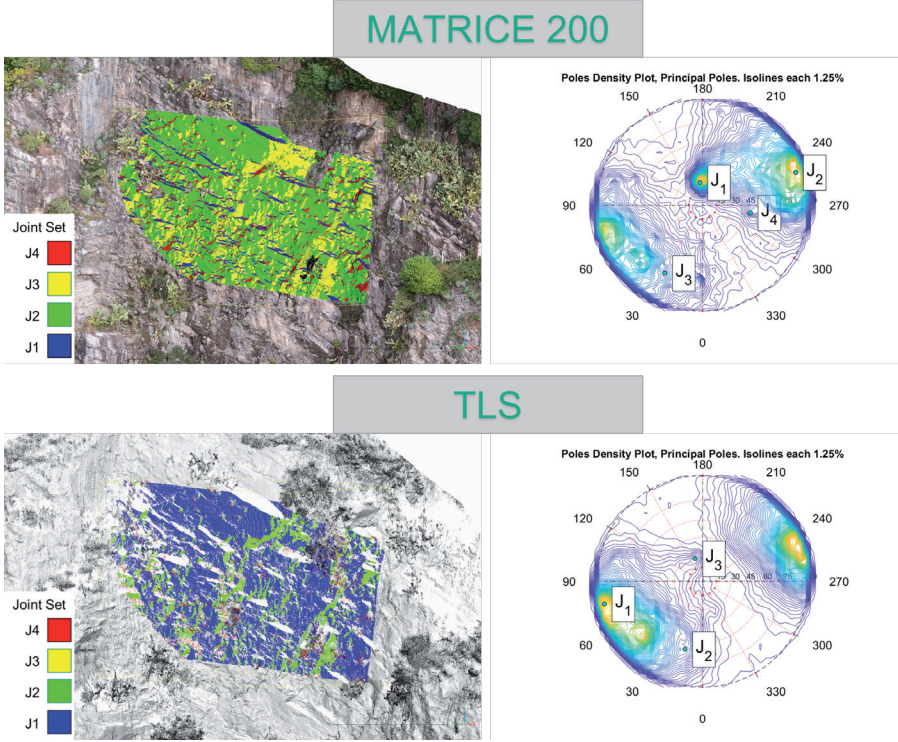 MATRICE 200
Joint Set
J4
J3
J2
J1
Poles Density Plot, Principal Poles. Isolines each 1.25%
180
150
210
120
240
J1
J2
90
30 45
270
J4
60
J3
300
30
330
0
TLS
Joint Set
J4
J3
J2
J1
Poles Density Plot, Principal Poles. Isolines each 1.25%
180
150
210
120
240
J3
90
30 45 60 75
270
J1
60
J2
300
30
330
0